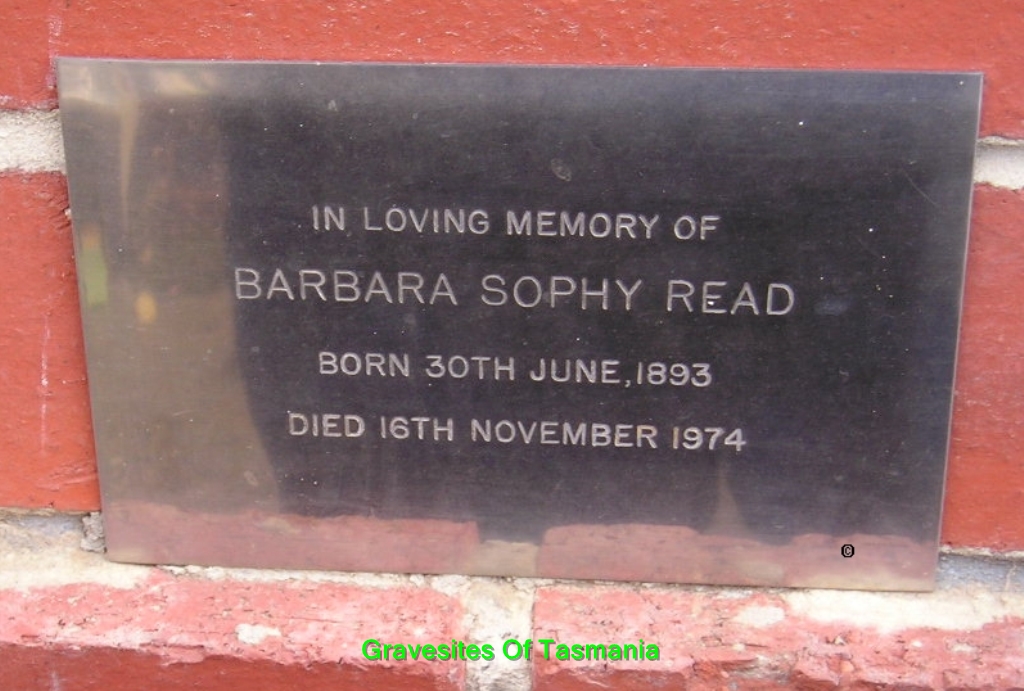 IN LOVING MEMORY OF
BARBARA SOPHY READ
BORN 30TH JUNE, 1893
DIED 16TH NOVEMBER 1974
©
Gravesites Of Tasmania